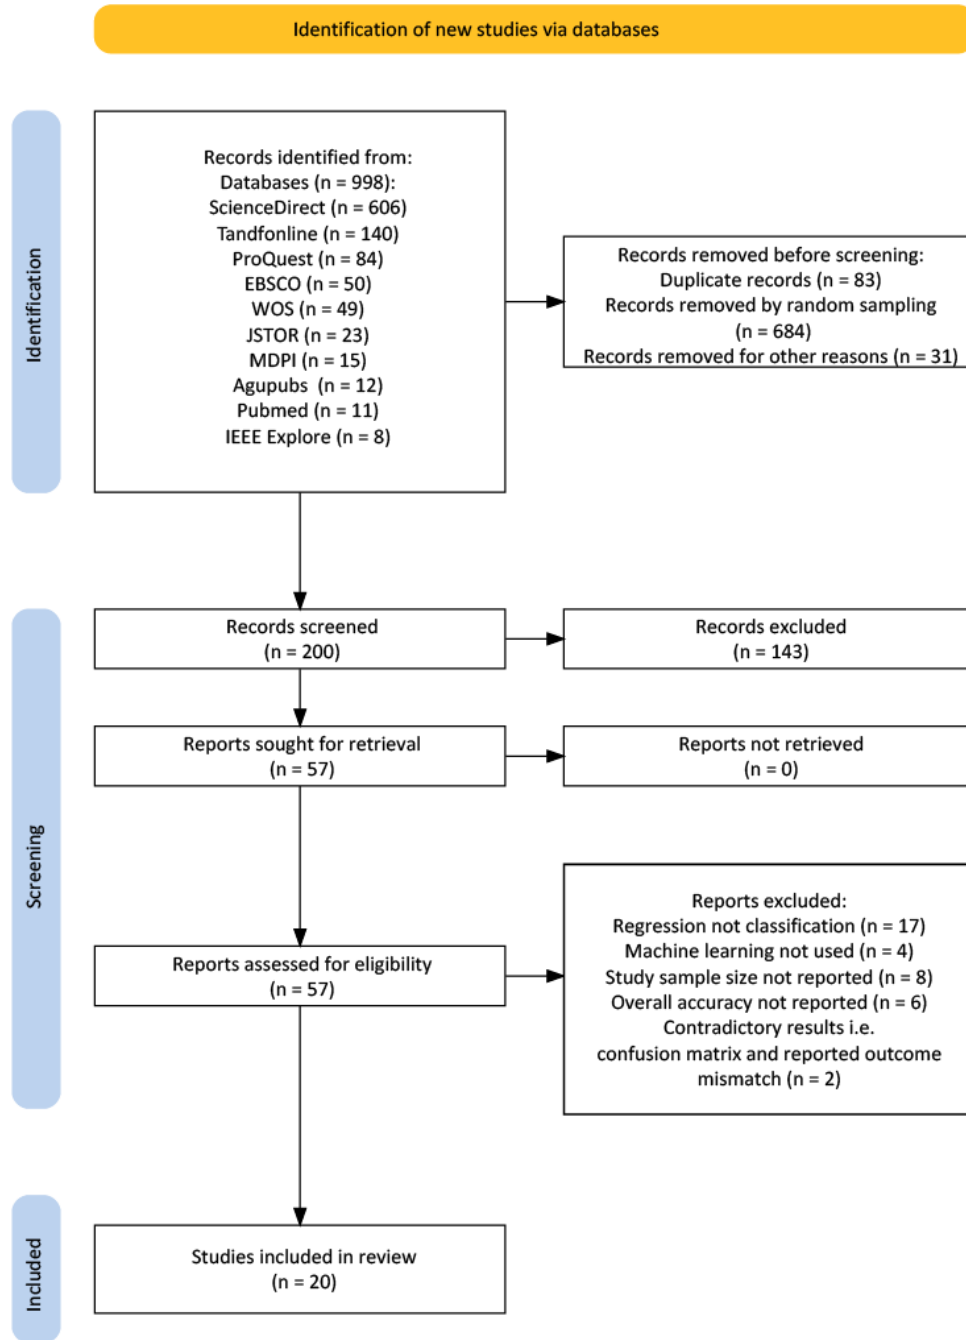 Identification of new studies via databases
Identification
Records identified from:
Databases (n = 998):
ScienceDirect (n = 606)
Tandfonline (n = 140)
ProQuest (n = 84)
EBSCO (n = 50)
WOS (n = 49)
JSTOR (n = 23)
MDPI (n = 15)
Agupubs (n = 12)
Pubmed (n = 11)
IEEE Explore (n = 8)
Records removed before screening:
Duplicate records (n = 83)
Records removed by random sampling
(n = 684)
Records removed for other reasons (n = 31)
Screening
Records screened
(n = 200)
Records excluded
(n = 143)
Reports sought for retrieval
(n = 57)
Reports not retrieved
(n = 0)
Reports assessed for eligibility
(n = 57)
Reports excluded:
Regression not classification (n = 17)
Machine learning not used (n = 4)
Study sample size not reported (n = 8)
Overall accuracy not reported (n = 6)
Contradictory results i.e.
confusion matrix and reported outcome
mismatch (n = 2)
Included
Studies included in review
(n = 20)